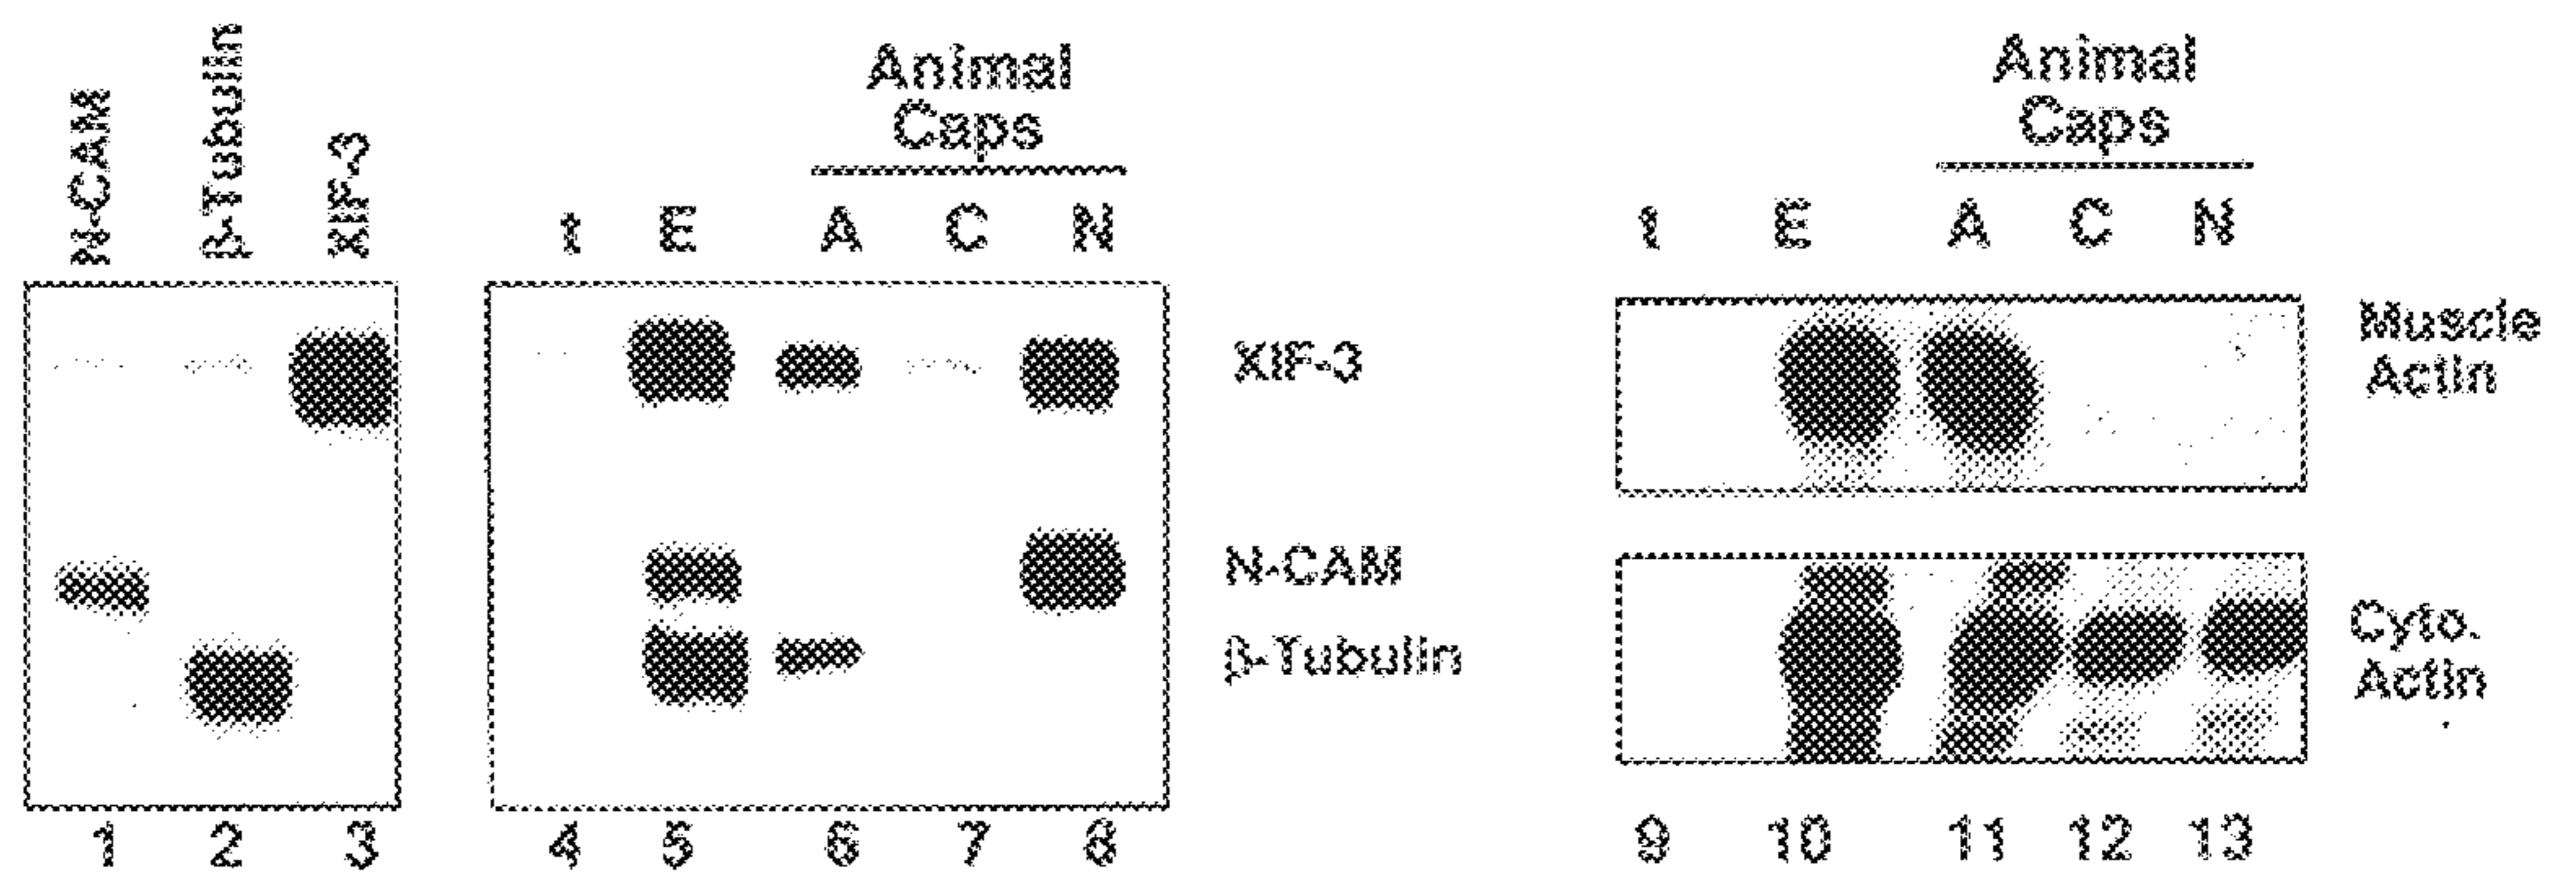 N-CAM
β-Tubulin
XIF-3
Animal
Caps
t E A C N
XIF-3
N-CAM
β-Tubulin
1 2 3 4 5 6 7 8
Animal
Caps
t E A C N
Muscle
Actin
Cyto.
Actin
9 10 11 12 13